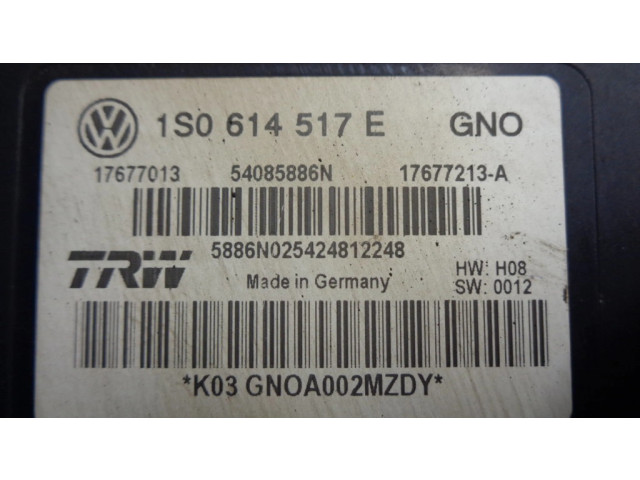 1S0 614 517 E GNO
17677013 54085886N 17677213-A
5886N025424812248
TRW Made in Germany HW: H08
SW: 0012
*K03 GNOA002MZDY*